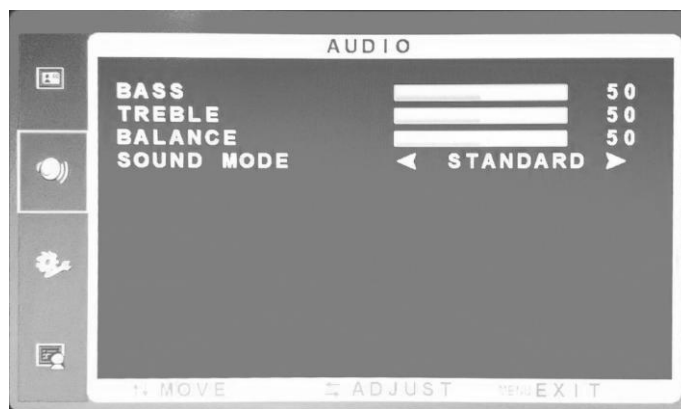 AUDIO
BASS 50
TREBLE 50
BALANCE 50
SOUND MODE STANDARD
MOVE ADJUST MENU EXIT